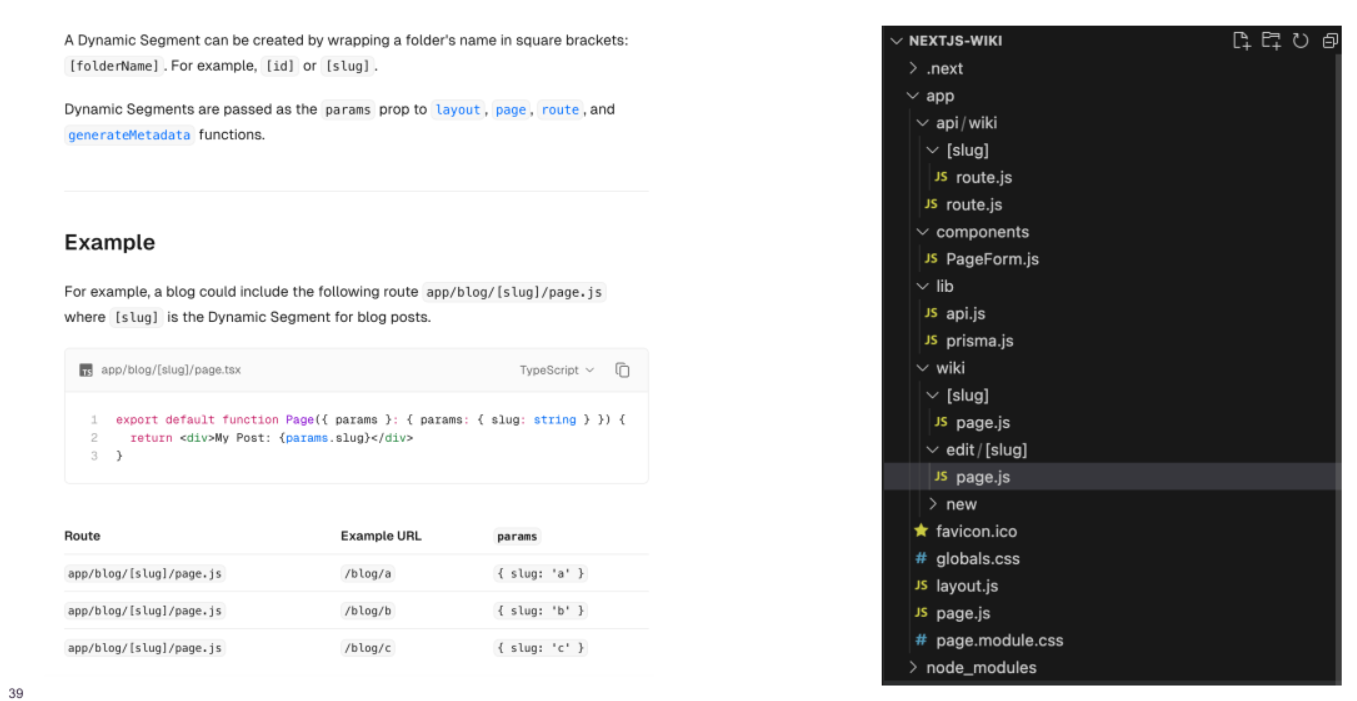 A Dynamic Segment can be created by wrapping a folder's name in square brackets:
[folderName]. For example, [id] or [slug].
Dynamic Segments are passed as the params prop to layout, page, route, and
generateMetadata functions.
Example
For example, a blog could include the following route app/blog/[slug]/page.js
where [slug] is the Dynamic Segment for blog posts.
TS app/blog/[slug]/page.tsx TypeScript
1 export default function Page({ params }: { params: { slug: string } }) {
2 return <div>My Post: {params.slug}</div>
3 }
Route Example URL params
app/blog/[slug]/page.js /blog/a { slug: 'a' }
app/blog/[slug]/page.js /blog/b { slug: 'b' }
app/blog/[slug]/page.js /blog/c { slug: 'c' }
39
NEXTJS-WIKI
.next
app
api/wiki
[slug]
JS route.js
JS route.js
components
JS PageForm.js
lib
JS api.js
JS prisma.js
wiki
[slug]
JS page.js
edit/[slug]
JS page.js
new
favicon.ico
# globals.css
JS layout.js
JS page.js
# page.module.css
node_modules